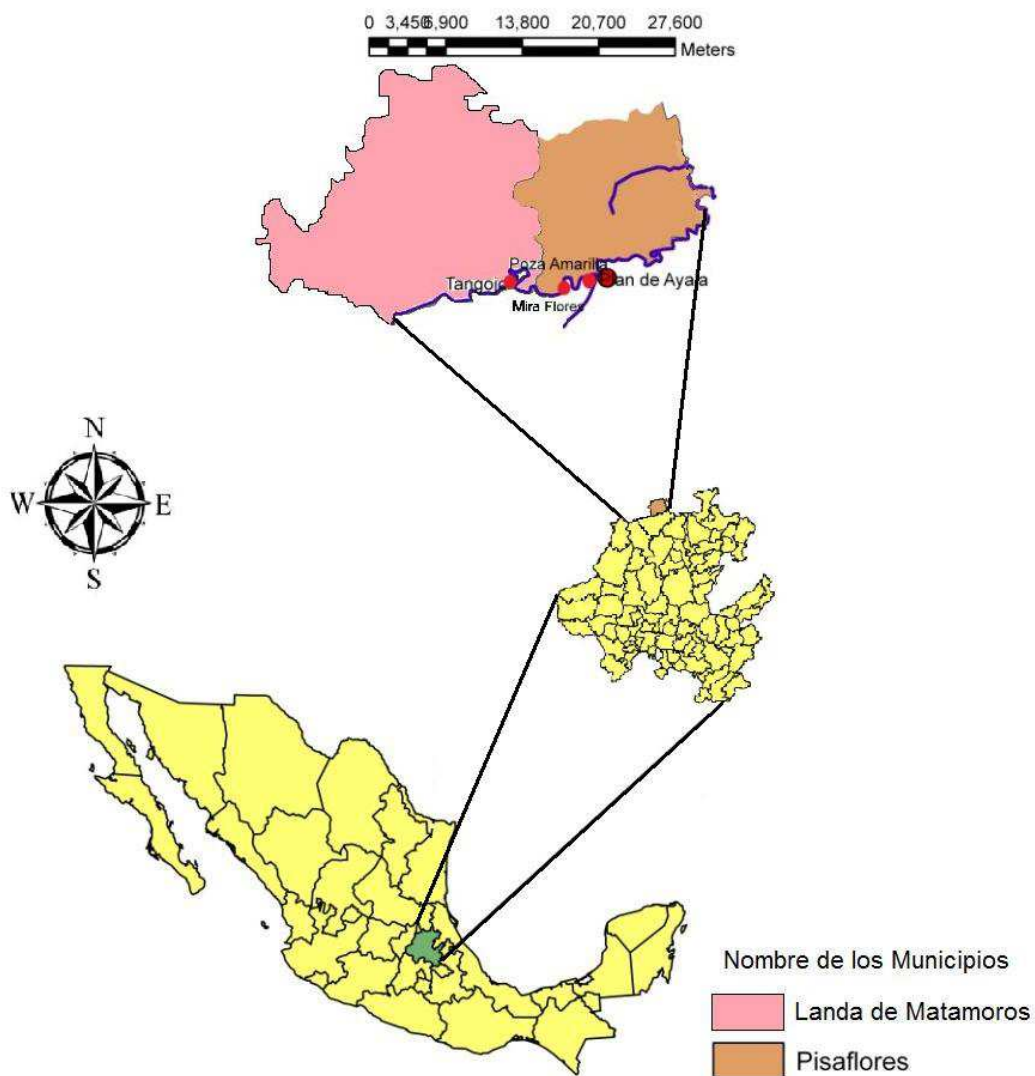 0 3,450 6,900 13,800 20,700 27,600
Meters
Poza Amarilla
Tangojo
Plan de Ayala
Mira Flores
N
W E
S
Nombre de los Municipios
Landa de Matamoros
Pisaflores